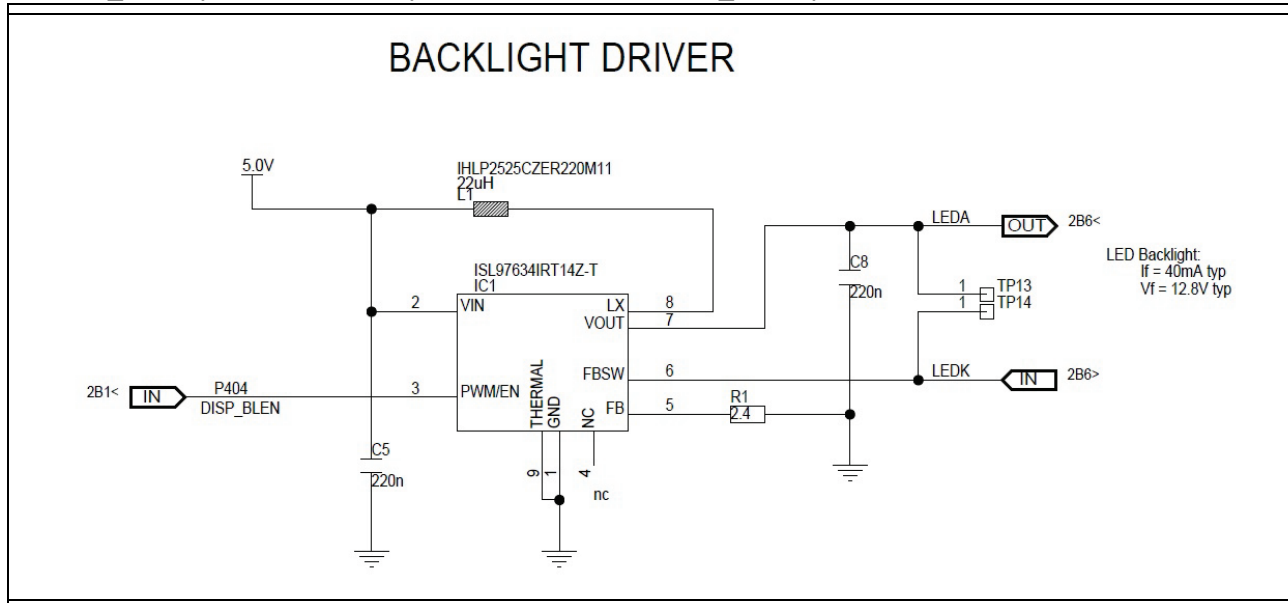 BACKLIGHT DRIVER
5.0V
IHLP2525CZER220M11
22uH
L1
LEDA
OUT
2B6<
LED Backlight:
If = 40mA typ
Vf = 12.8V typ
ISL97634IRT14Z-T
IC1
C8
220n
1
TP13
1
TP14
2
VIN
LX
8
VOUT
7
FBSW
6
LEDK
IN
2B6>
2B1<
IN
P404
DISP_BLEN
3
PWM/EN
THERMAL
GND
NC
FB
5
R1
2.4
C5
220n
9
1
4
nc